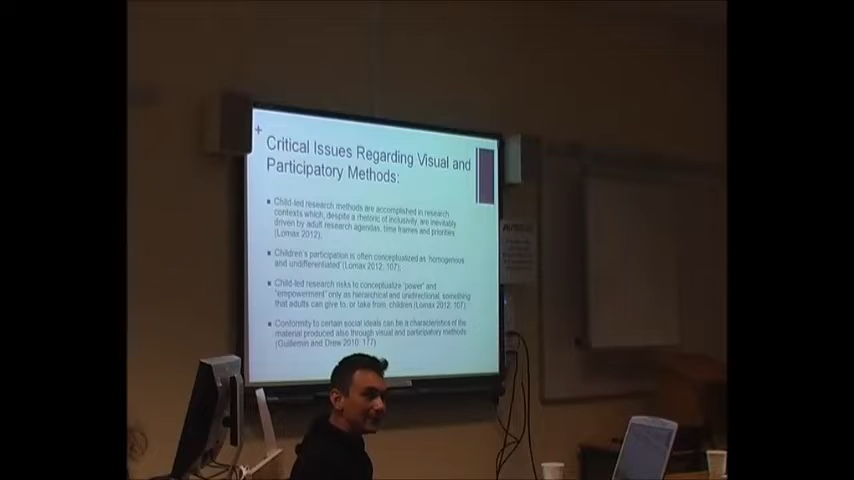 +
Critical Issues Regarding Visual and
Participatory Methods:
▪ Child-led research methods are accomplished in research
contexts which, despite a rhetoric of inclusivity, are inevitably
driven by adult research agendas, time frames and priorities
(Lomax 2012).
▪ Children's participation is often conceptualized as 'homogenous
and undifferentiated' (Lomax 2012: 107).
▪ Child-led research risks to conceptualize "power" and
"empowerment" only as hierarchical and unidirectional, something
that adults can give to, or take from, children (Lomax 2012: 107)
▪ Conformity to certain social ideals can be a characteristics of the
material produced also through visual and participatory methods
(Guillemin and Drew 2010: 177)